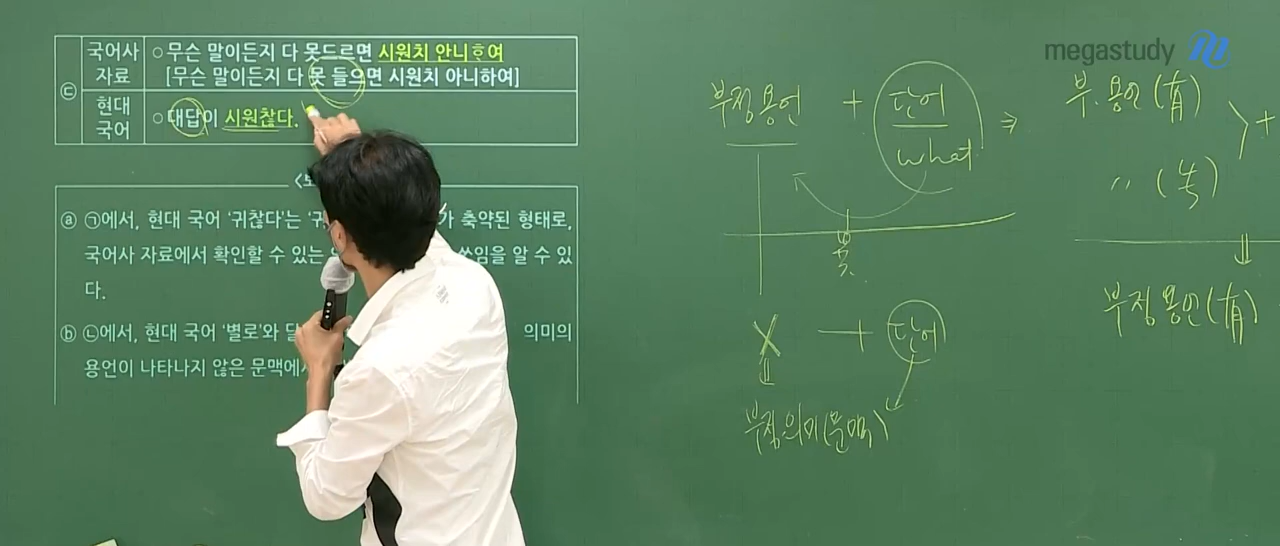 megastudy
국어사 자료
○ 무슨 말이든지 다 못드르면 시원치 안니ᄒᆞ여
[무슨 말이든지 다 못 들으면 시원치 아니하여]
㉢
현대 국어
○ 대답이 시원찮다.
ⓐ ㉠에서, 현대 국어 '귀찮다'는 가 축약된 형태로,
국어사 자료에서 확인할 수 있는 쓰임을 알 수 있
다.
ⓑ ㉡에서, 현대 국어 '별로'와 달 의미의
용언이 나타나지 않은 문맥에
부정용언 + 단어 ⇒
what
못
X + 단어
부정의미(문맥)
부.용언(有)
〃 (失) +
부정용언(有)